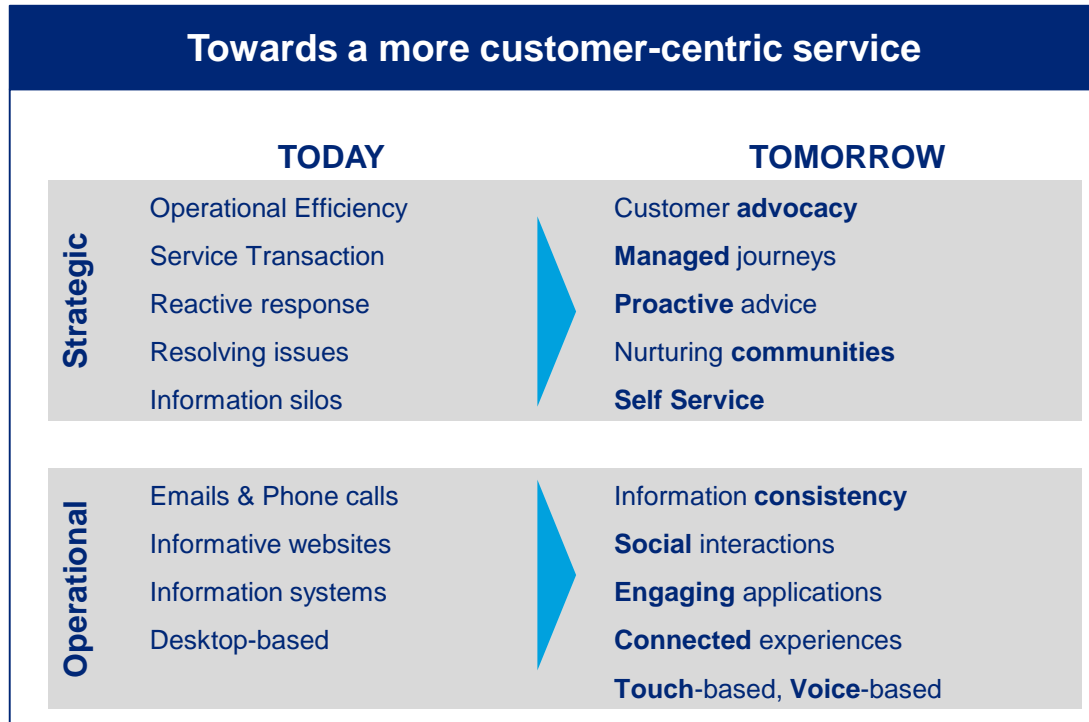 Towards a more customer-centric service
TODAY
TOMORROW
Strategic
Operational Efficiency
Customer advocacy
Service Transaction
Managed journeys
Reactive response
Proactive advice
Resolving issues
Nurturing communities
Information silos
Self Service
Operational
Emails & Phone calls
Information consistency
Informative websites
Social interactions
Information systems
Engaging applications
Desktop-based
Connected experiences
Touch-based, Voice-based